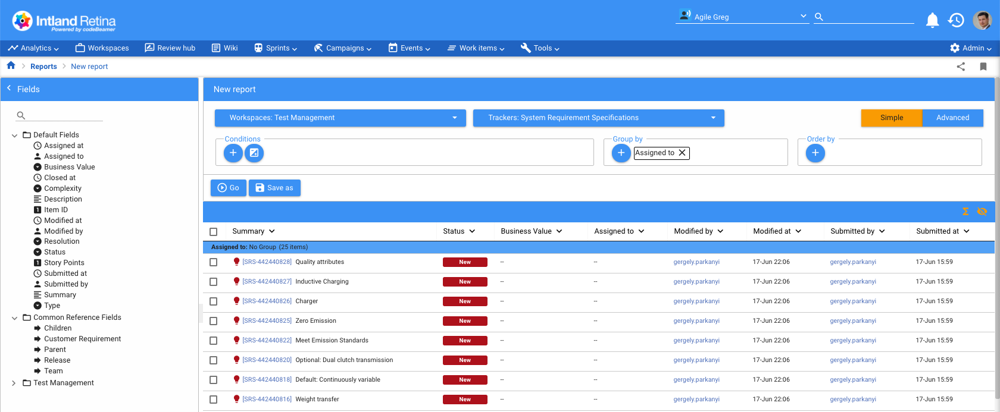 Intland Retina
Powered by codeBeamer
Agile Greg
Analytics Workspaces Review hub Wiki Sprints Campaigns Events Work items Tools Admin
Reports New report
Fields
Default Fields
Assigned at
Assigned to
Business Value
Closed at
Complexity
Description
Item ID
Modified at
Modified by
Resolution
Status
Story Points
Submitted at
Submitted by
Summary
Type
Common Reference Fields
Children
Customer Requirement
Parent
Release
Team
Test Management
New report
Workspaces: Test Management Trackers: System Requirement Specifications Simple Advanced
Conditions Group by Order by
Assigned to
Go Save as
Summary Status Business Value Assigned to Modified by Modified at Submitted by Submitted at
Assigned to: No Group (25 items)
[SRS-442440828] Quality attributes New -- -- gergely.parkanyi 17-Jun 22:06 gergely.parkanyi 17-Jun 15:59
[SRS-442440827] Inductive Charging New -- -- gergely.parkanyi 17-Jun 22:06 gergely.parkanyi 17-Jun 15:59
[SRS-442440826] Charger New -- -- gergely.parkanyi 17-Jun 22:06 gergely.parkanyi 17-Jun 15:59
[SRS-442440825] Zero Emission New -- -- gergely.parkanyi 17-Jun 22:06 gergely.parkanyi 17-Jun 15:59
[SRS-442440822] Meet Emission Standards New -- -- gergely.parkanyi 17-Jun 22:06 gergely.parkanyi 17-Jun 15:59
[SRS-442440820] Optional: Dual clutch transmission New -- -- gergely.parkanyi 17-Jun 22:06 gergely.parkanyi 17-Jun 15:59
[SRS-442440818] Default: Continuously variable New -- -- gergely.parkanyi 17-Jun 22:06 gergely.parkanyi 17-Jun 15:59
[SRS-442440816] Weight transfer New -- -- gergely.parkanyi 17-Jun 22:06 gergely.parkanyi 17-Jun 15:59